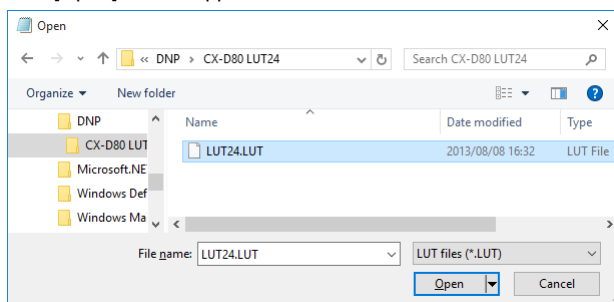 Open
« DNP > CX-D80 LUT24
Search CX-D80 LUT24
Organize
New folder
DNP
CX-D80 LUT
Microsoft.NE
Windows Def
Windows Ma
Name
Date modified
Type
LUT24.LUT
2013/08/08 16:32
LUT File
File name:
LUT24.LUT
LUT files (*.LUT)
Open
Cancel